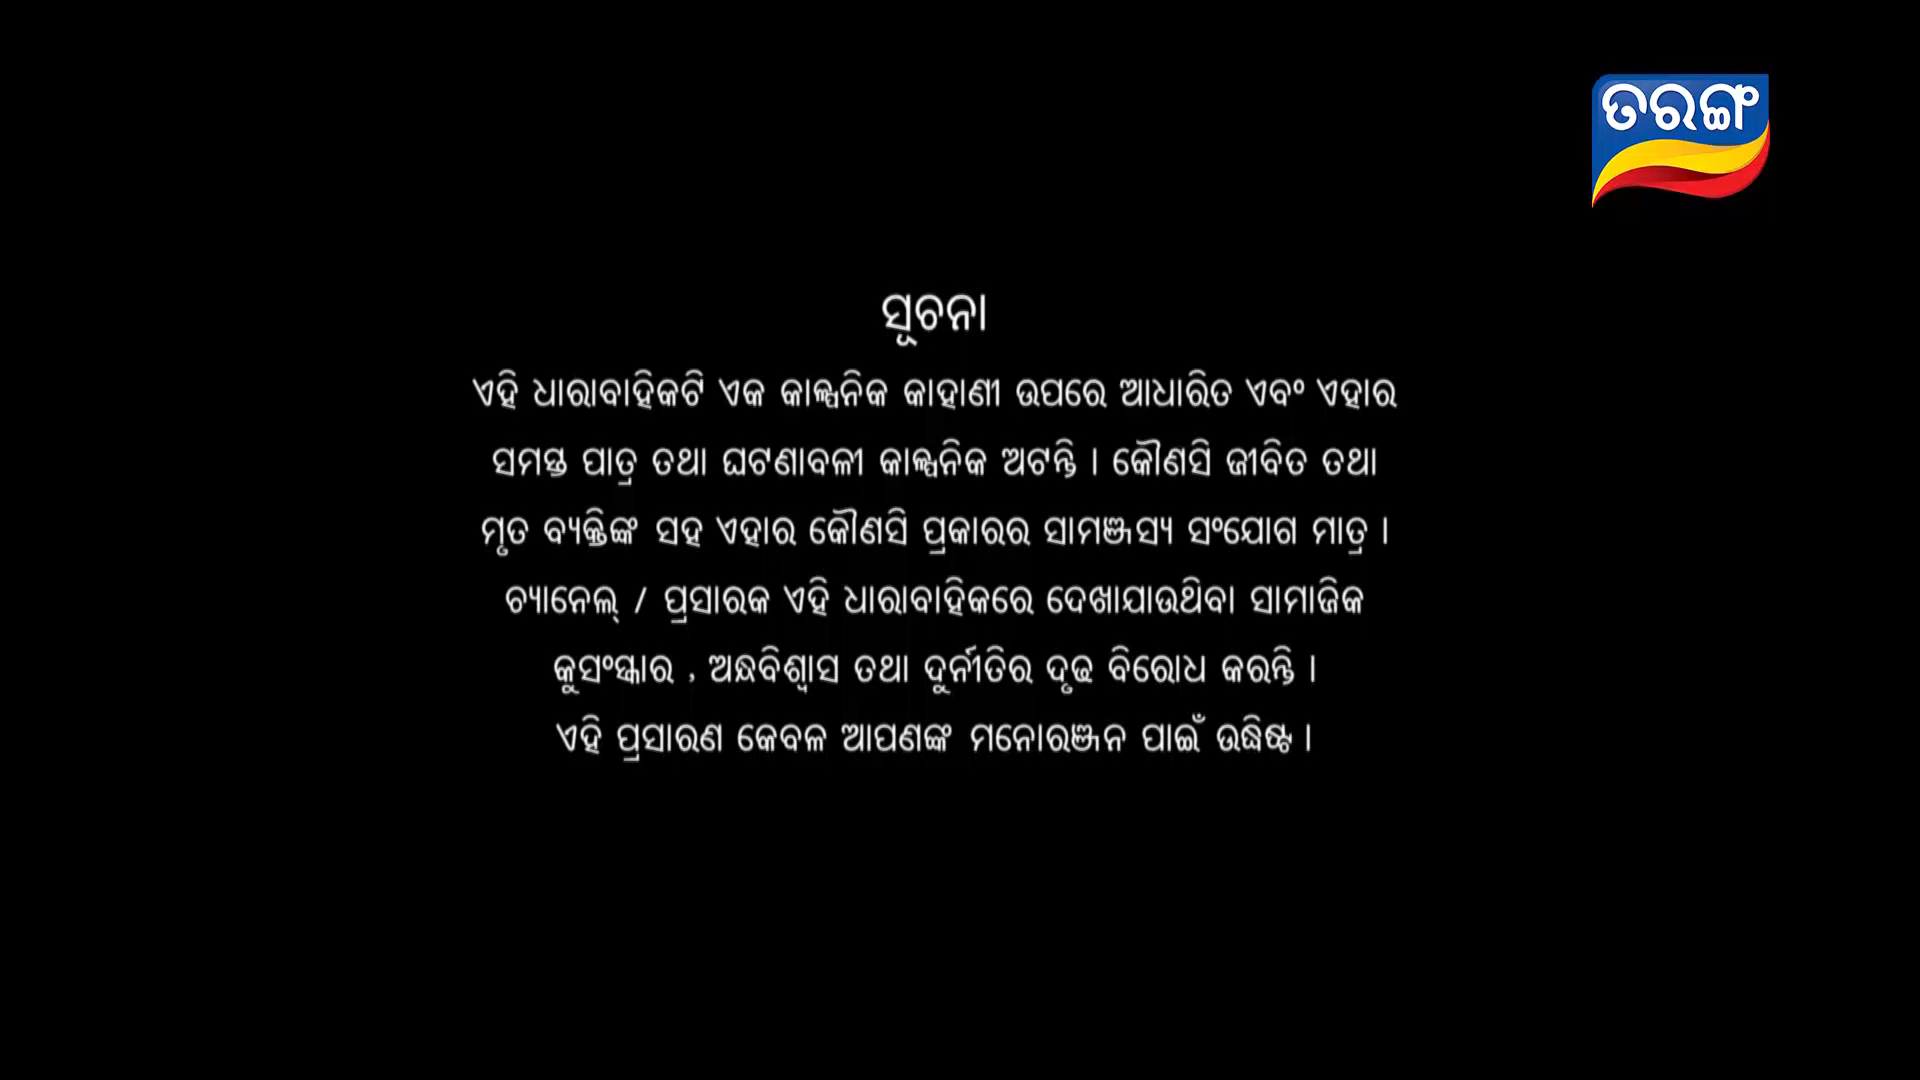 ତରଙ୍ଗ
ସୂଚନା
ଏହି ଧାରାବାହିକଟି ଏକ କାଳ୍ପନିକ କାହାଣୀ ଉପରେ ଆଧାରିତ ଏବଂ ଏହାର
ସମସ୍ତ ପାତ୍ର ତଥା ଘଟଣାବଳୀ କାଳ୍ପନିକ ଅଟନ୍ତି । କୌଣସି ଜୀବିତ ତଥା
ମୃତ ବ୍ୟକ୍ତିଙ୍କ ସହ ଏହାର କୌଣସି ପ୍ରକାରର ସାମଞ୍ଜସ୍ୟ ସଂଯୋଗ ମାତ୍ର ।
ଚ୍ୟାନେଲ୍ / ପ୍ରସାରକ ଏହି ଧାରାବାହିକରେ ଦେଖାଯାଉଥିବା ସାମାଜିକ
କୁସଂସ୍କାର , ଅନ୍ଧବିଶ୍ୱାସ ତଥା ଦୁର୍ନୀତିର ଦୃଢ ବିରୋଧ କରନ୍ତି ।
ଏହି ପ୍ରସାରଣ କେବଳ ଆପଣଙ୍କ ମନୋରଞ୍ଜନ ପାଇଁ ଉଦ୍ଧିଷ୍ଟ ।